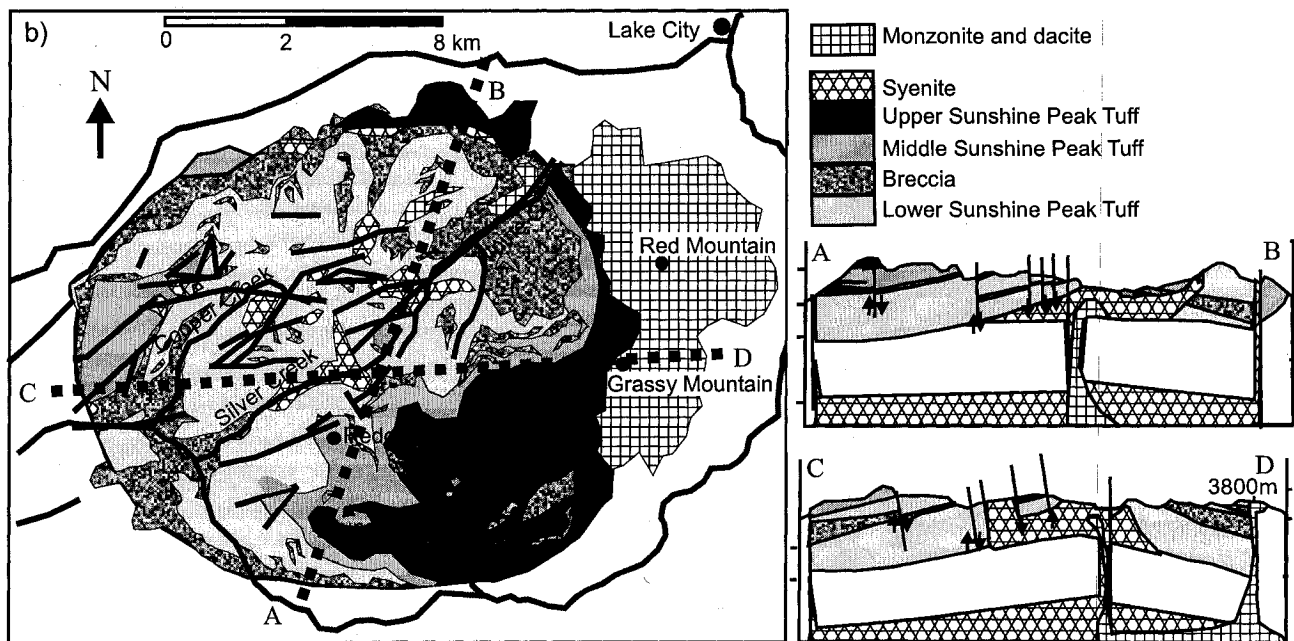 b)
0 2 8 km
Lake City
N
B
Red Mountain
Cooper Creek
Silver Creek
C
D
Grassy Mountain
A
Monzonite and dacite
Syenite
Upper Sunshine Peak Tuff
Middle Sunshine Peak Tuff
Breccia
Lower Sunshine Peak Tuff
A B
C D
3800m